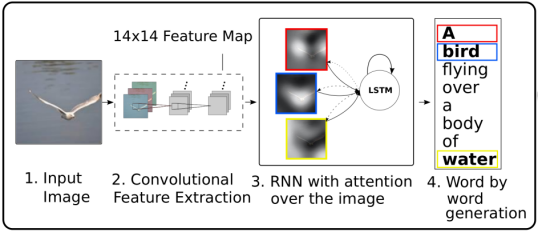 14x14 Feature Map
LSTM
A
bird
flying
over
a
body
of
water
1. Input
Image
2. Convolutional
Feature Extraction
3. RNN with attention
over the image
4. Word by
word
generation